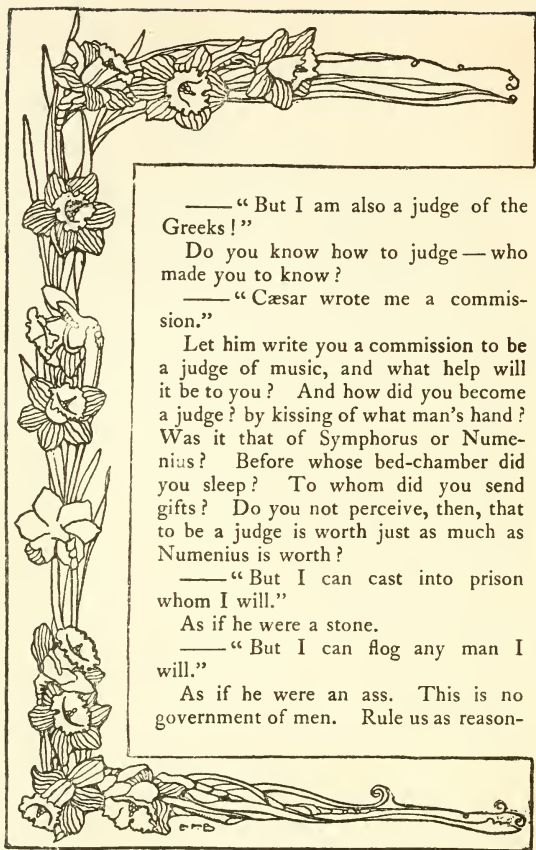 ——“ But I am also a judge of the
Greeks ! ”
Do you know how to judge — who
made you to know ?
——“ Cæsar wrote me a commis-
sion.”
Let him write you a commission to be
a judge of music, and what help will
it be to you ? And how did you become
a judge ? by kissing of what man’s hand ?
Was it that of Symphorus or Nume-
nius ? Before whose bed-chamber did
you sleep ? To whom did you send
gifts ? Do you not perceive, then, that
to be a judge is worth just as much as
Numenius is worth ?
——“ But I can cast into prison
whom I will.”
As if he were a stone.
——“ But I can flog any man I
will.”
As if he were an ass. This is no
government of men. Rule us as reason-